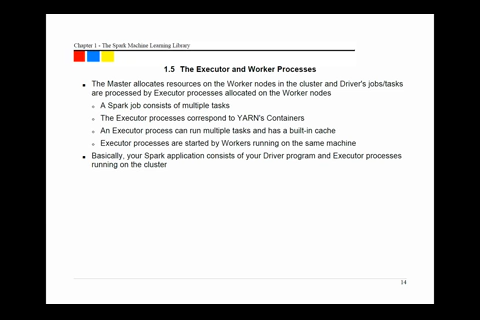 Chapter 1 - The Spark Machine Learning Library
1.5 The Executor and Worker Processes
The Master allocates resources on the Worker nodes in the cluster and Driver's jobs/tasks
are processed by Executor processes allocated on the Worker nodes
A Spark job consists of multiple tasks
The Executor processes correspond to YARN's Containers
An Executor process can run multiple tasks and has a built-in cache
Executor processes are started by Workers running on the same machine
Basically, your Spark application consists of your Driver program and Executor processes
running on the cluster
14